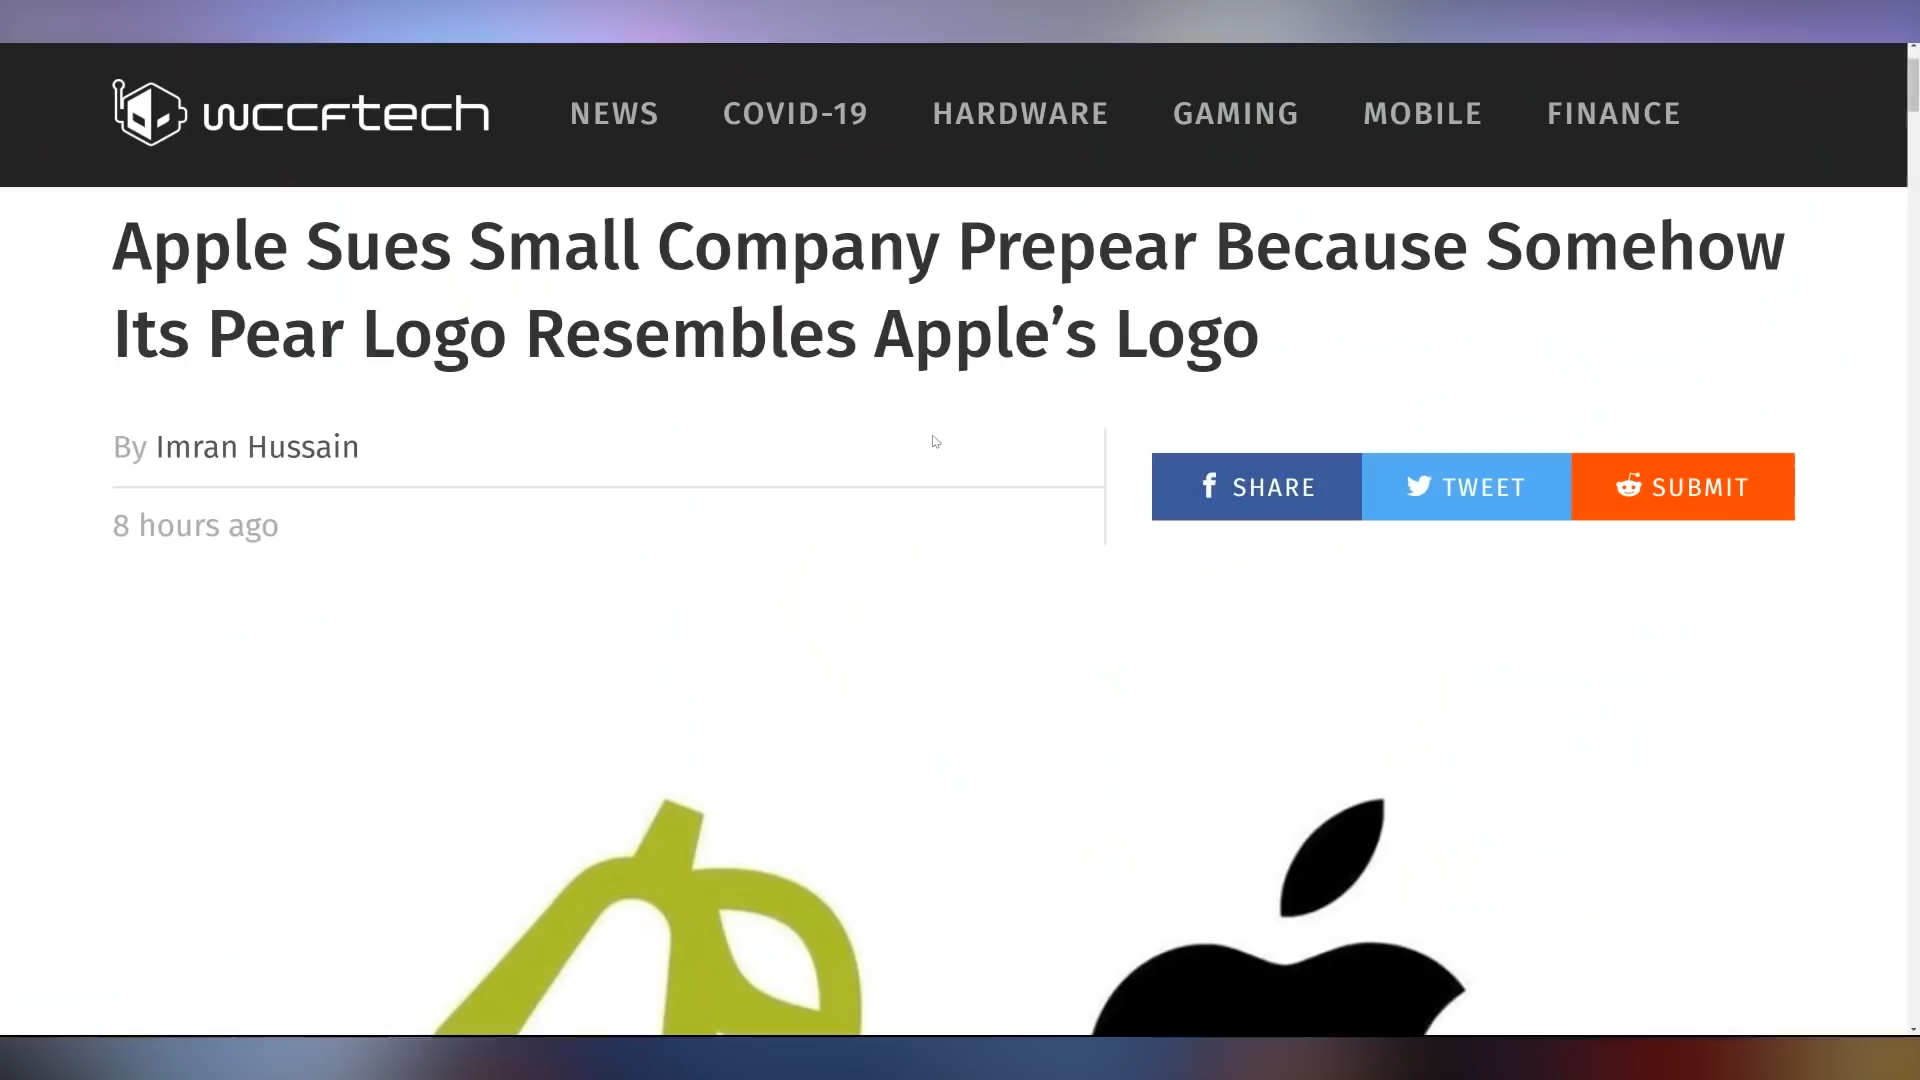 wccftech NEWS COVID-19 HARDWARE GAMING MOBILE FINANCE
Apple Sues Small Company Prepear Because Somehow
Its Pear Logo Resembles Apple’s Logo
By Imran Hussain
SHARE TWEET SUBMIT
8 hours ago